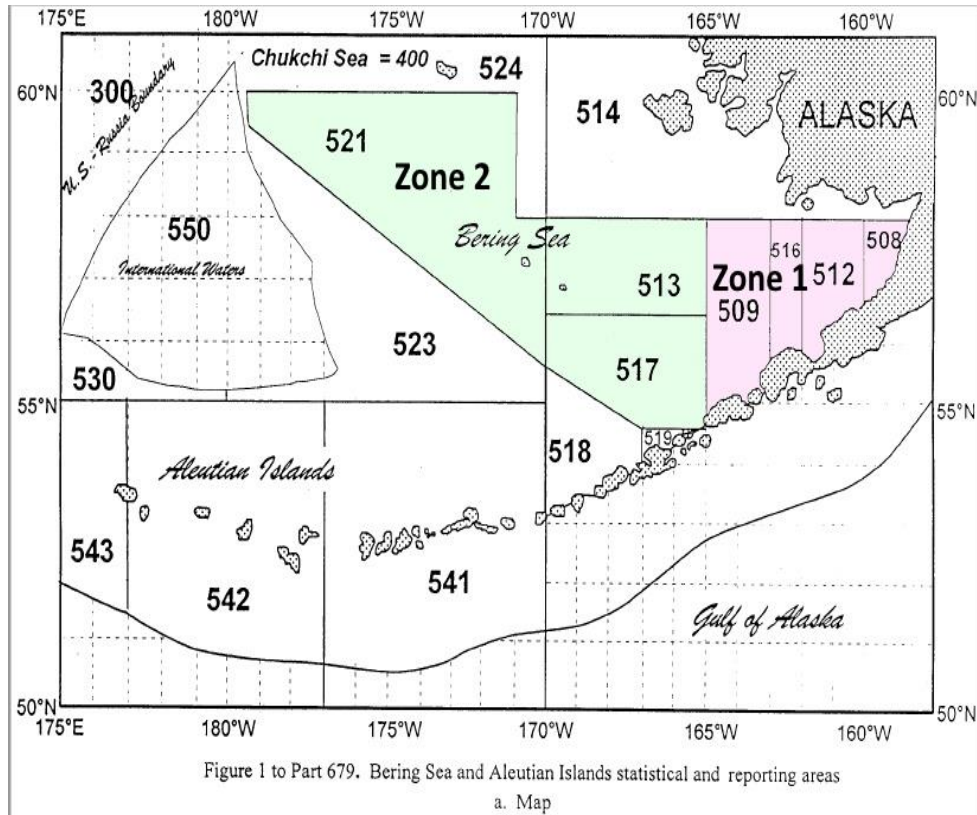 175°E 180°W 175°W 170°W 165°W 160°W
Chukchi Sea = 400
524
60°N
300
U.S. - Russia Boundary
60°N
514
ALASKA
521
Zone 2
550
International Waters
Bering Sea
513
516
508
Zone 1
512
509
523
517
530
55°N
55°N
518
519
Aleutian Islands
543
542
541
Gulf of Alaska
50°N
50°N
175°E 180°W 175°W 170°W 165°W 160°W
Figure 1 to Part 679. Bering Sea and Aleutian Islands statistical and reporting areas
a. Map